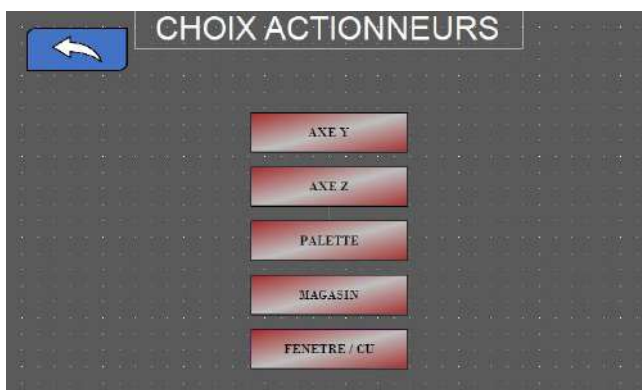 CHOIX ACTIONNEURS
AXE Y
AXE Z
PALETTE
MAGASIN
FENETRE / CU